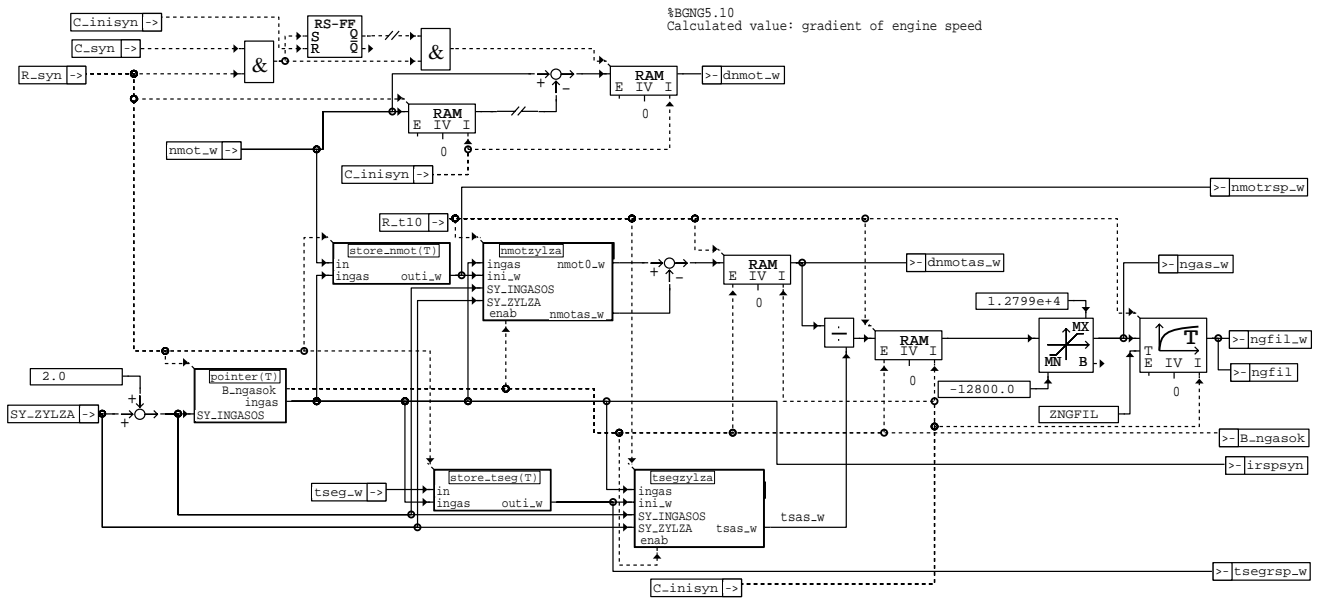 %BGNG5.10
Calculated value: gradient of engine speed
C_inisyn ->
C_syn ->
R_syn ->
RS-FF
S Q
R Q
&
&
RAM
E IV I
0
>- dnmot_w
RAM
E IV I
0
nmot_w ->
C_inisyn ->
>- nmotrsp_w
R_t10 ->
store_nmot(T)
in
ingas outi_w
nmotzylza
ingas nmot0_w
ini_w
SY_INGASOS
SY_ZYLZA
enab nmotas_w
RAM
E IV I
0
>- dnmotas_w
>- ngas_w
1.2799e+4
÷
RAM
E IV I
0
MX
MN B
-12800.0
T
T
E IV I
ZNGFIL
>- ngfil_w
>- ngfil
2.0
SY_ZYLZA ->
pointer(T)
B_ngasok
ingas
SY_INGASOS
>- B_ngasok
>- irspsyn
tseg_w ->
store_tseg(T)
in
ingas outi_w
tsegzylza
ingas
ini_w
SY_INGASOS
SY_ZYLZA tsas_w
enab
tsas_w
>- tsegrsp_w
C_inisyn ->